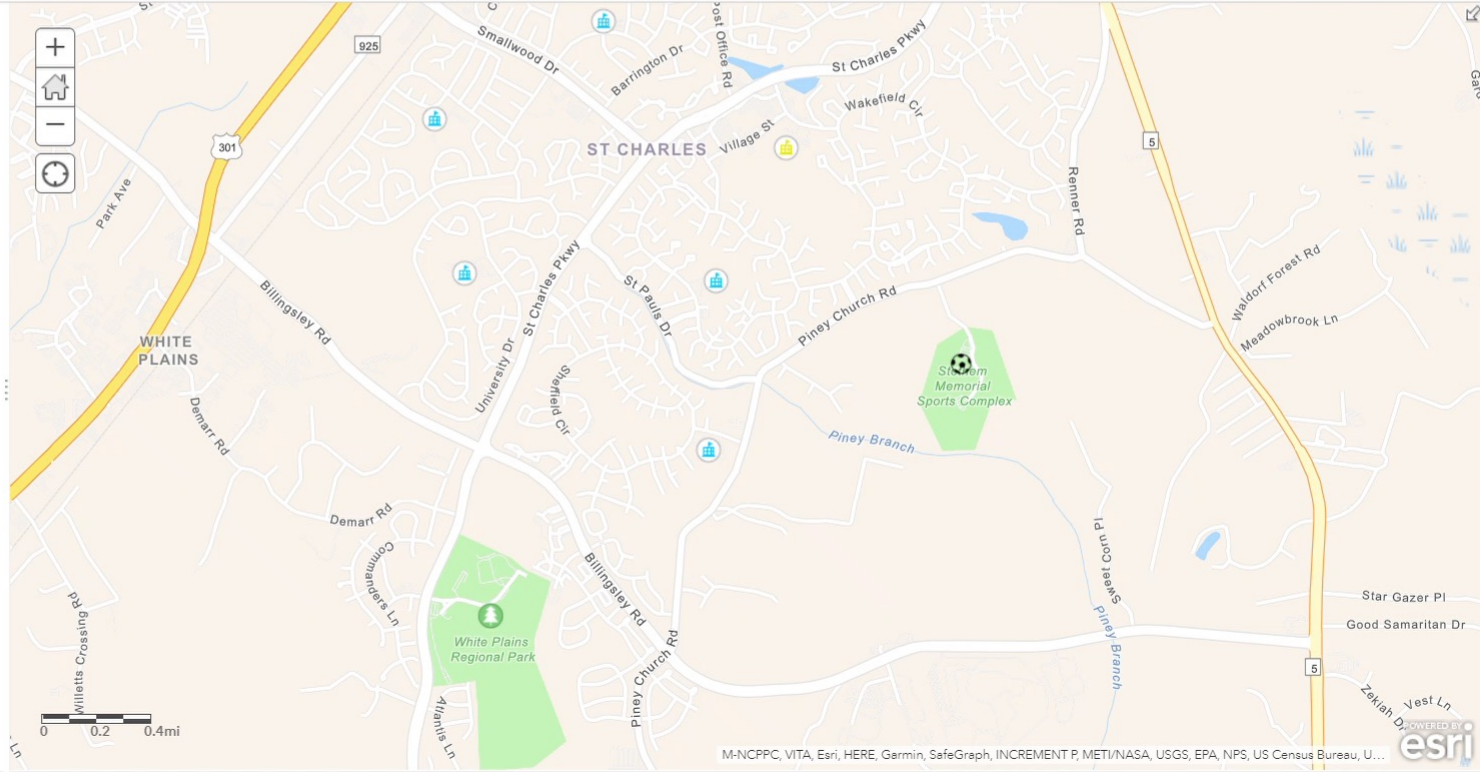 Smallwood Dr
Barrington Dr
Post Office Rd
St Charles Pkwy
925
Wakefield Cir
Village St
ST CHARLES
301
5
Park Ave
Renner Rd
Waldorf Forest Rd
Meadowbrook Ln
Billingsley Rd
St Charles Pkwy
St Pauls Dr
Piney Church Rd
WHITE
PLAINS
University Dr
Sheffield Cir
Memorial
Sports Complex
Demarr Rd
Piney Branch
Demarr Rd
Commanders Ln
Sweet Corn Pl
Billingsley Rd
Willetts Crossing Rd
White Plains
Regional Park
Piney Church Rd
Piney Branch
Star Gazer Pl
Good Samaritan Dr
5
Zekiah Dr
Vest Ln
Atlantis Ln
Ln
0 0.2 0.4mi
M-NCPPC, VITA, Esri, HERE, Garmin, SafeGraph, INCREMENT P, METI/NASA, USGS, EPA, NPS, US Census Bureau, U...
POWERED BY
esri